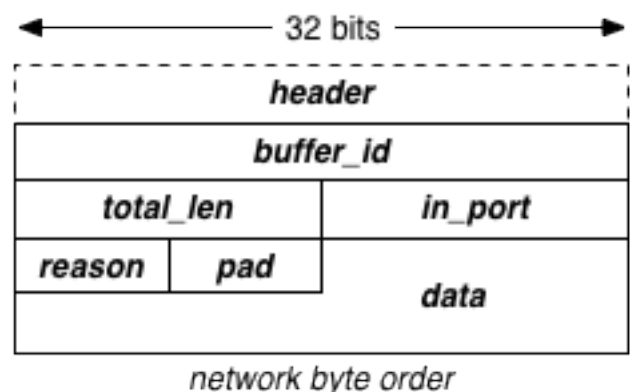 32 bits
header
buffer_id
total_len in_port
reason pad
data
network byte order